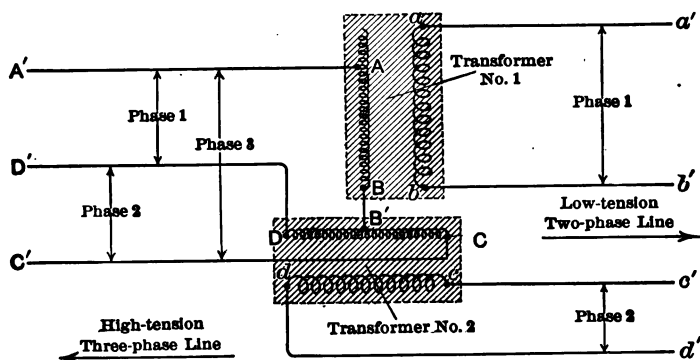 a
a'
A'
A
Transformer
No. 1
Phase 1
Phase 3
Phase 1
D'
Phase 2
B
b
b'
B'
Low-tension
Two-phase Line
D
C
C'
d
c
c'
Phase 2
High-tension
Three-phase Line
Transformer No. 2
d'